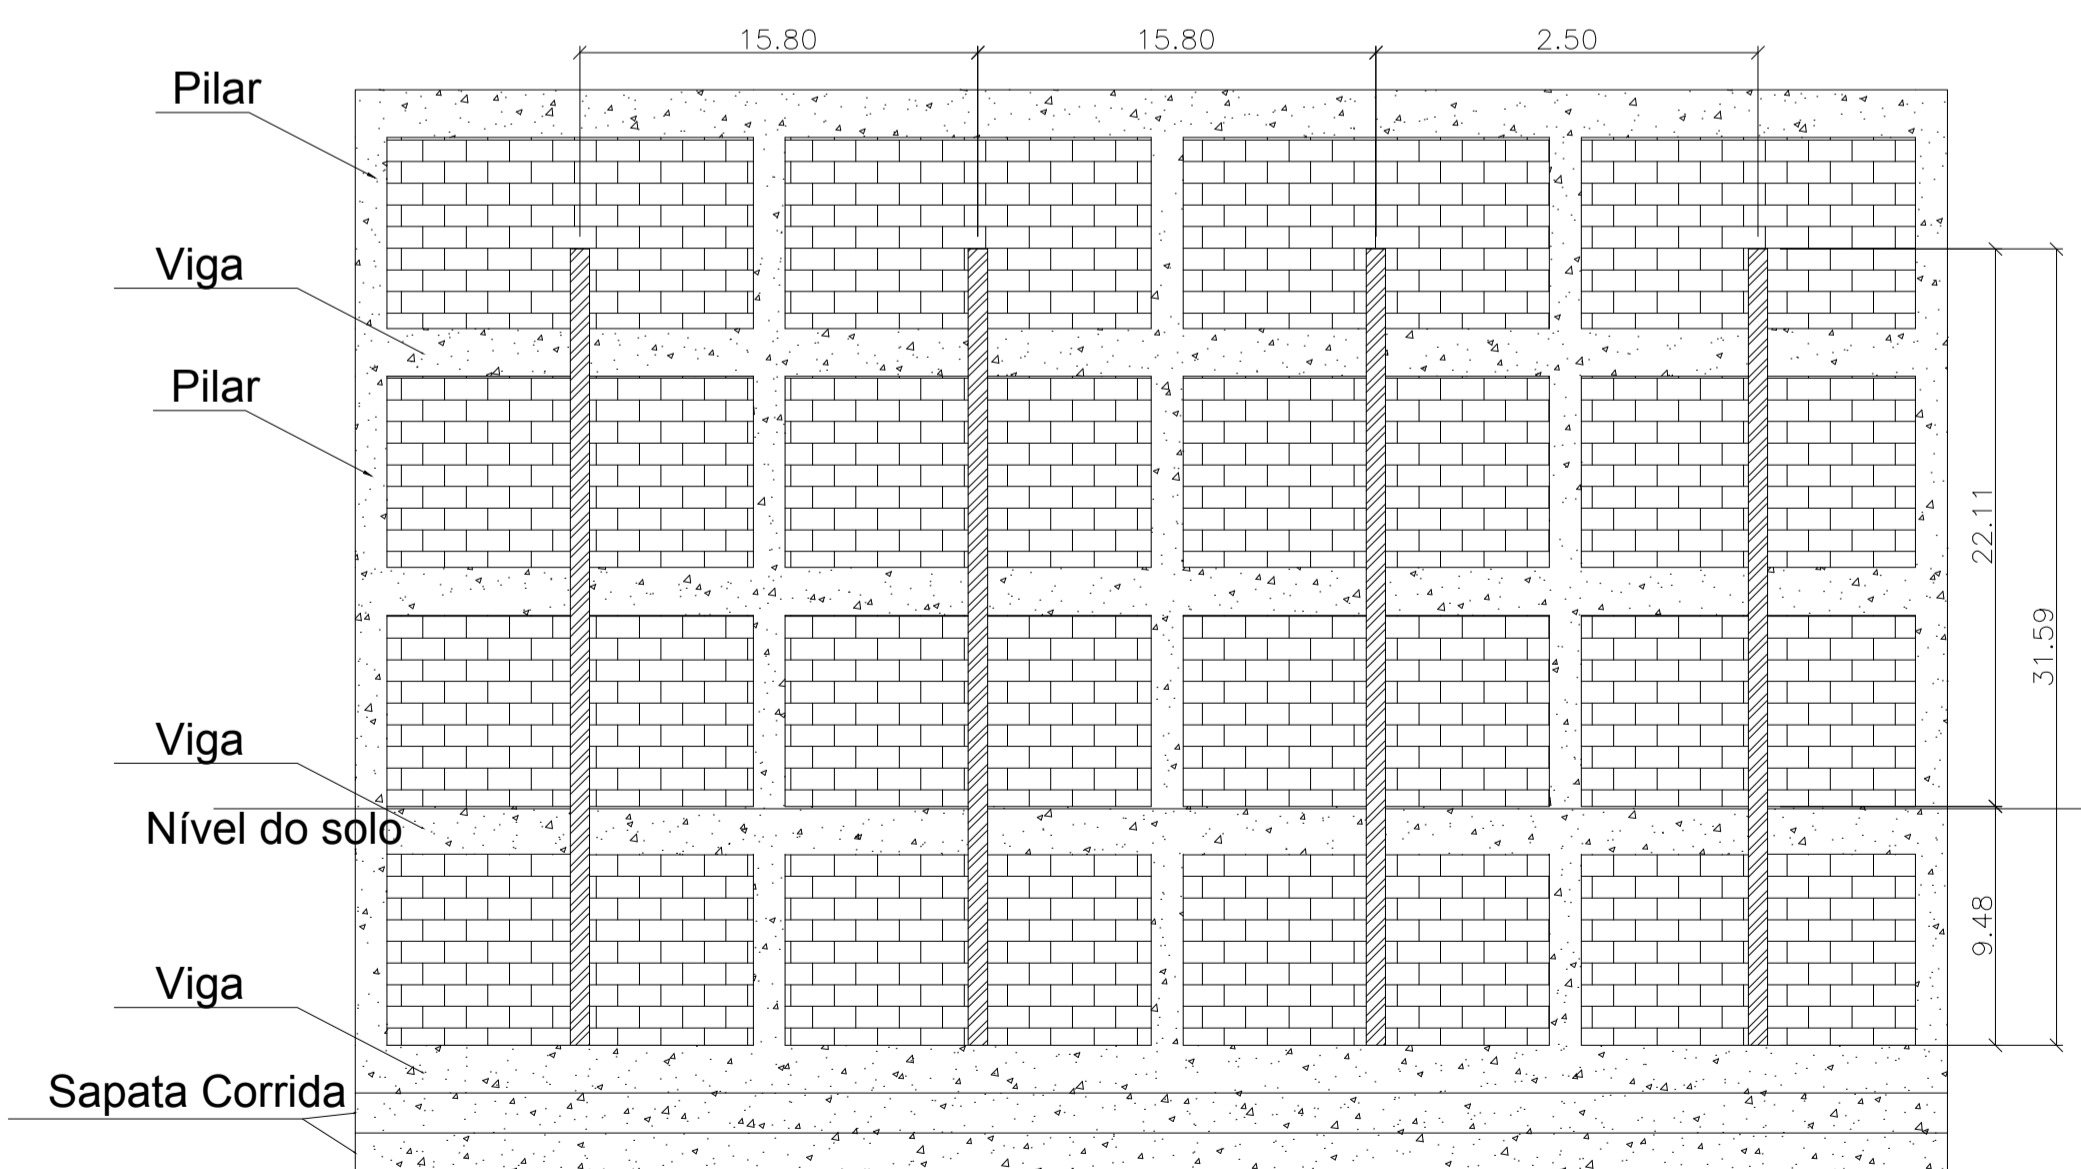 15.80 15.80 2.50
Pilar
Viga
Pilar
22.11
31.59
Viga
Nível do solo
9.48
Viga
Sapata Corrida